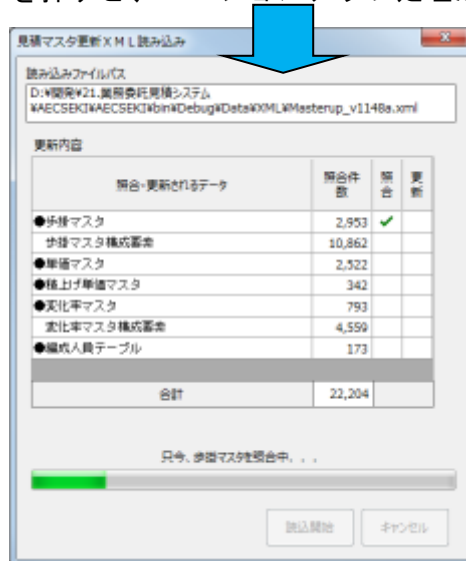 見積マスタ更新XML読み込み
読み込みファイルパス
D:¥開発¥21.業務委託見積システム
¥AECSEKI¥AECSEKI¥bin¥Debug¥Data¥XML¥Masterup_v1148a.xml
更新内容
照合・更新されるデータ 照合件数 照合 更新
●歩掛マスタ 2,953 ✓
歩掛マスタ構成要素 10,862
●単価マスタ 2,522
●積上げ単価マスタ 342
●変化率マスタ 793
変化率マスタ構成要素 4,559
●編成人員テーブル 173
合計 22,204
只今、歩掛マスタを照合中．．．
読込開始 キャンセル